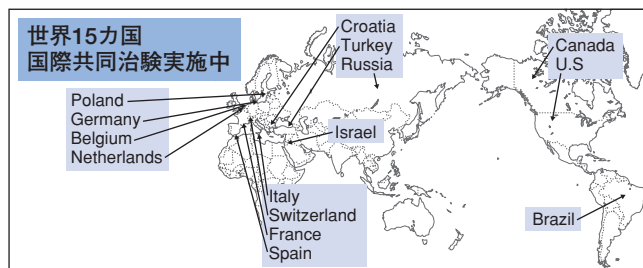 世界15カ国
国際共同治験実施中
Croatia
Turkey
Russia
Canada
U.S
Poland
Germany
Belgium
Netherlands
Israel
Italy
Switzerland
France
Spain
Brazil